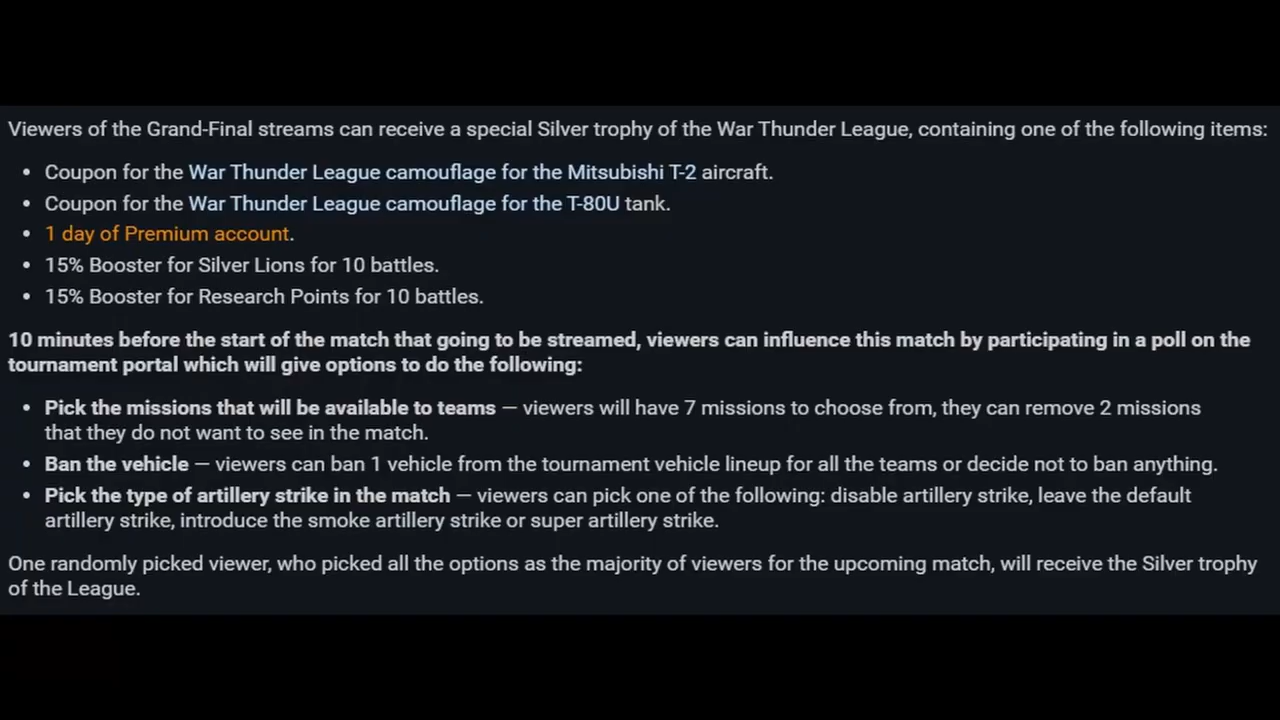 Viewers of the Grand-Final streams can receive a special Silver trophy of the War Thunder League, containing one of the following items:
• Coupon for the War Thunder League camouflage for the Mitsubishi T-2 aircraft.
• Coupon for the War Thunder League camouflage for the T-80U tank.
• 1 day of Premium account.
• 15% Booster for Silver Lions for 10 battles.
• 15% Booster for Research Points for 10 battles.
10 minutes before the start of the match that going to be streamed, viewers can influence this match by participating in a poll on the
tournament portal which will give options to do the following:
• Pick the missions that will be available to teams — viewers will have 7 missions to choose from, they can remove 2 missions
that they do not want to see in the match.
• Ban the vehicle — viewers can ban 1 vehicle from the tournament vehicle lineup for all the teams or decide not to ban anything.
• Pick the type of artillery strike in the match — viewers can pick one of the following: disable artillery strike, leave the default
artillery strike, introduce the smoke artillery strike or super artillery strike.
One randomly picked viewer, who picked all the options as the majority of viewers for the upcoming match, will receive the Silver trophy
of the League.